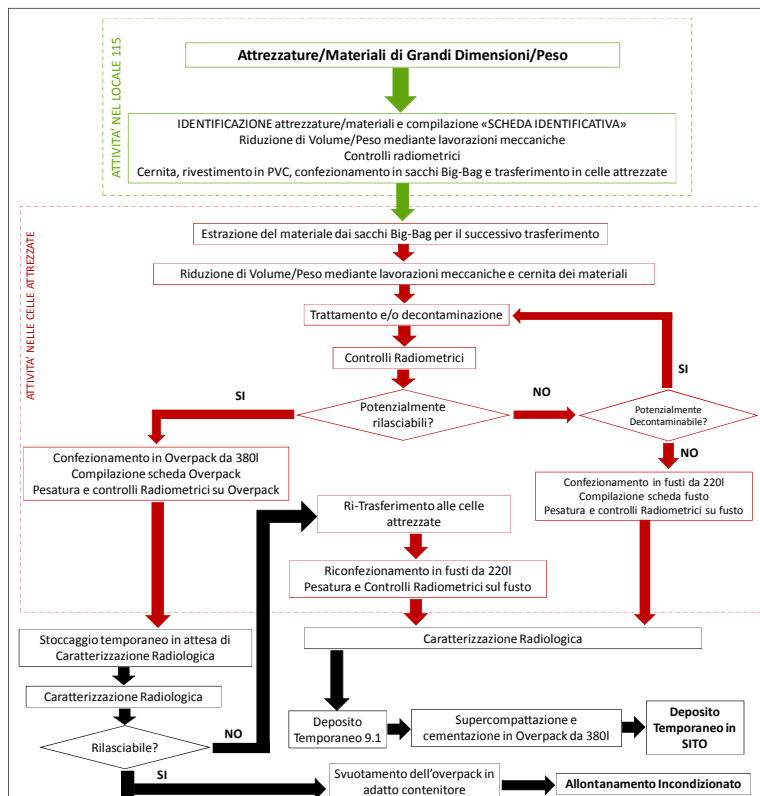 ATTIVITA' NEL LOCALE 115
Attrezzature/Materiali di Grandi Dimensioni/Peso
IDENTIFICAZIONE attrezzature/materiali e compilazione «SCHEDA IDENTIFICATIVA»
Riduzione di Volume/Peso mediante lavorazioni meccaniche
Controlli radiometrici
Cernita, rivestimento in PVC, confezionamento in sacchi Big-Bag e trasferimento in celle attrezzate
ATTIVITA' NELLE CELLE ATTREZZATE
Estrazione del materiale dai sacchi Big-Bag per il successivo trasferimento
Riduzione di Volume/Peso mediante lavorazioni meccaniche e cernita dei materiali
Trattamento e/o decontaminazione
Controlli Radiometrici
SI
SI
NO
Potenzialmente
rilasciabili?
Potenzialmente
Decontaminabile?
NO
Confezionamento in Overpack da 380l
Compilazione scheda Overpack
Pesatura e controlli Radiometrici su Overpack
Confezionamento in fusti da 220l
Compilazione scheda fusto
Pesatura e controlli Radiometrici su fusto
Ri-Trasferimento alle celle
attrezzate
Riconfezionamento in fusti da 220l
Pesatura e Controlli Radiometrici sul fusto
Stoccaggio temporaneo in attesa di
Caratterizzazione Radiologica
Caratterizzazione Radiologica
Caratterizzazione Radiologica
Rilasciabile?
NO
Deposito
Temporaneo 9.1
Supercompattazione e
cementazione in Overpack da 380l
Deposito
Temporaneo in
SITO
SI
Svuotamento dell'overpack in
adatto contenitore
Allontanamento Incondizionato